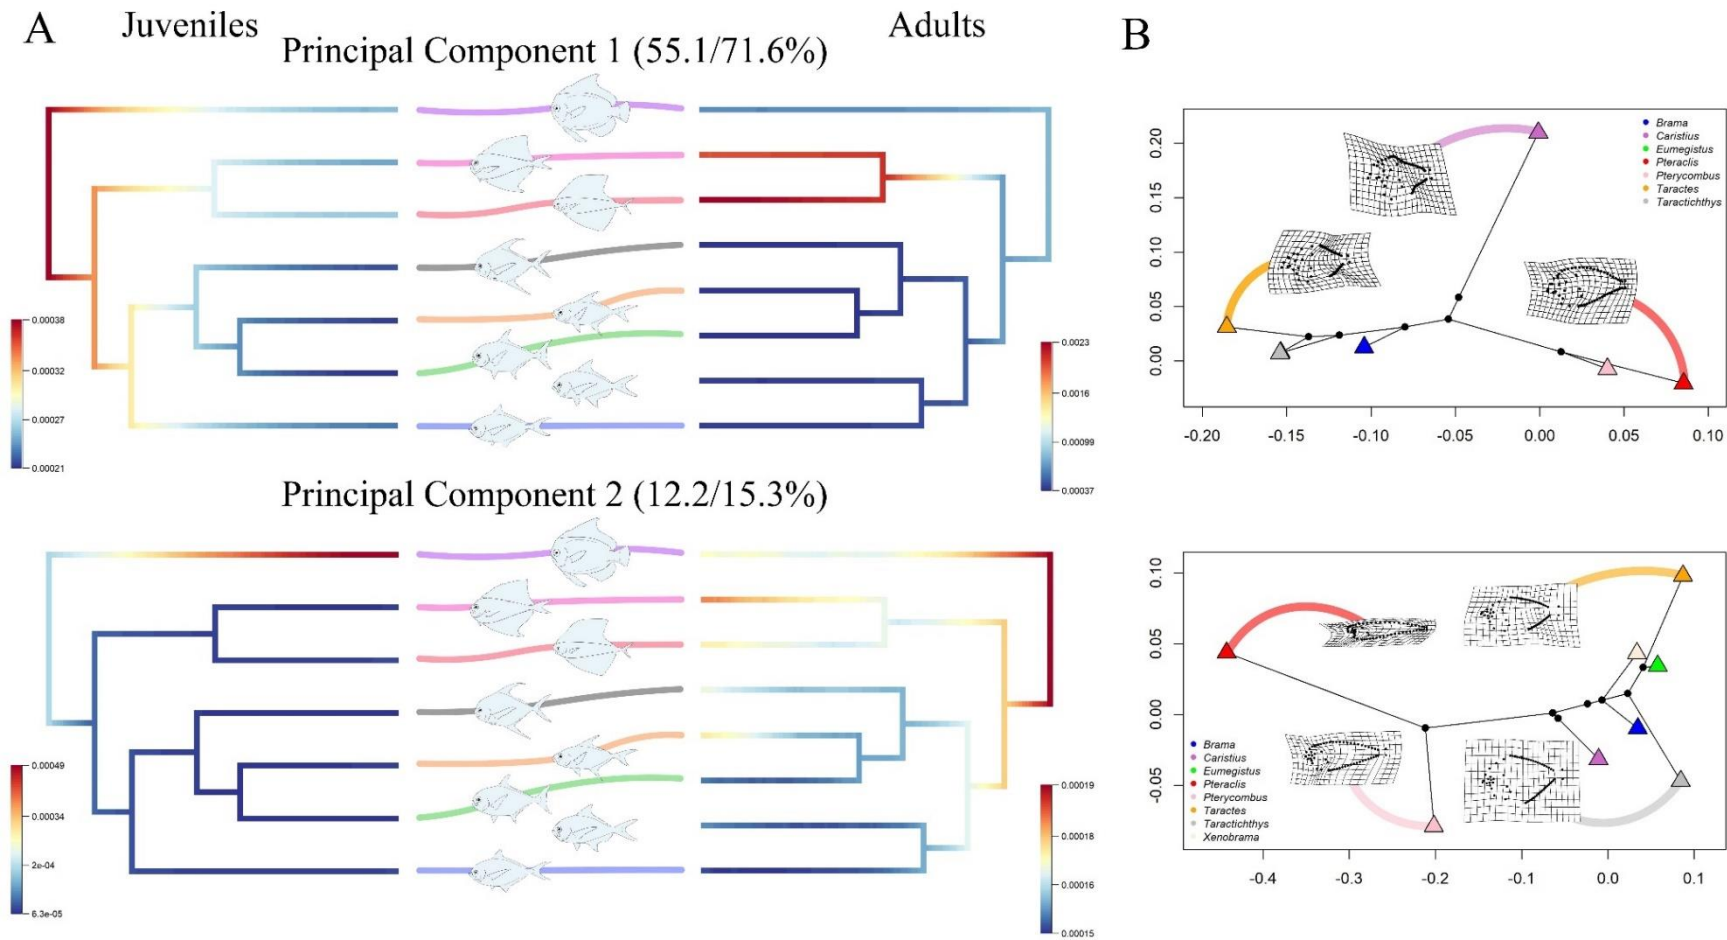 A
Juveniles
Adults
Principal Component 1 (55.1/71.6%)
0.00038
0.00032
0.00027
0.00021
0.0023
0.0016
0.00099
0.00037
Principal Component 2 (12.2/15.3%)
0.00049
0.00034
2e-04
6.3e-05
0.00019
0.00018
0.00016
0.00015
B
0.20
0.15
0.10
0.05
0.00
-0.20 -0.15 -0.10 -0.05 0.00 0.05 0.10
Brama
Caristius
Eumegistus
Pteraclis
Pterycombus
Taractes
Taractichthys
0.10
0.05
0.00
-0.05
-0.4 -0.3 -0.2 -0.1 0.0 0.1
Brama
Caristius
Eumegistus
Pteraclis
Pterycombus
Taractes
Taractichthys
Xenobrama